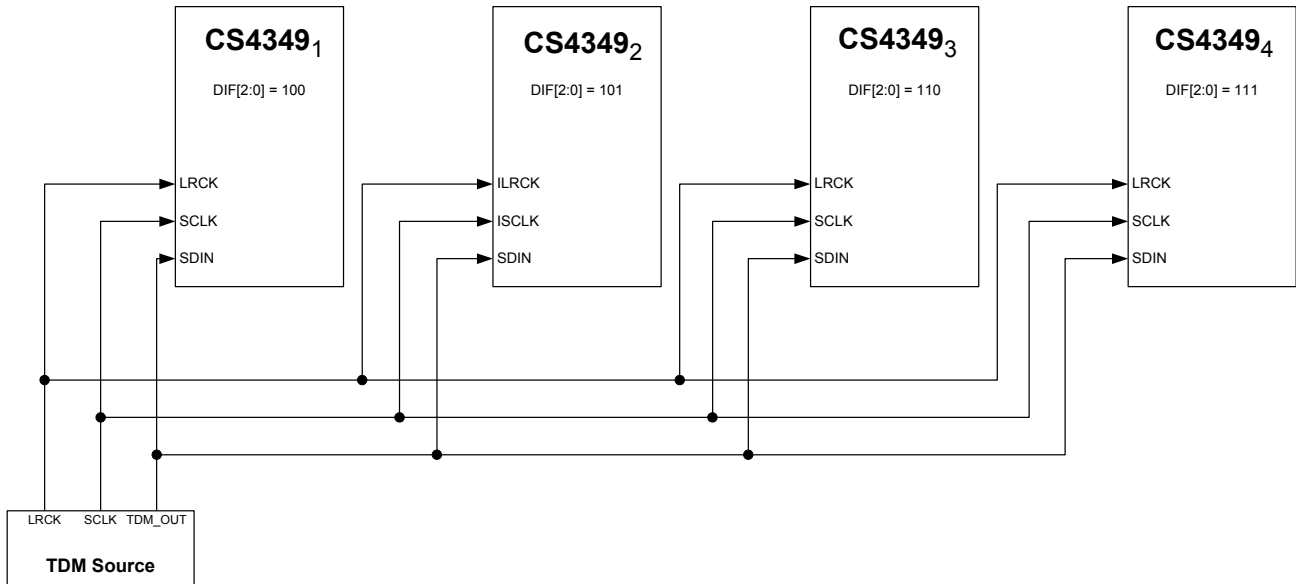 CS4349₁ CS4349₂ CS4349₃ CS4349₄
DIF[2:0] = 100 DIF[2:0] = 101 DIF[2:0] = 110 DIF[2:0] = 111
LRCK ILRCK LRCK LRCK
SCLK ISCLK SCLK SCLK
SDIN SDIN SDIN SDIN
LRCK SCLK TDM_OUT
TDM Source